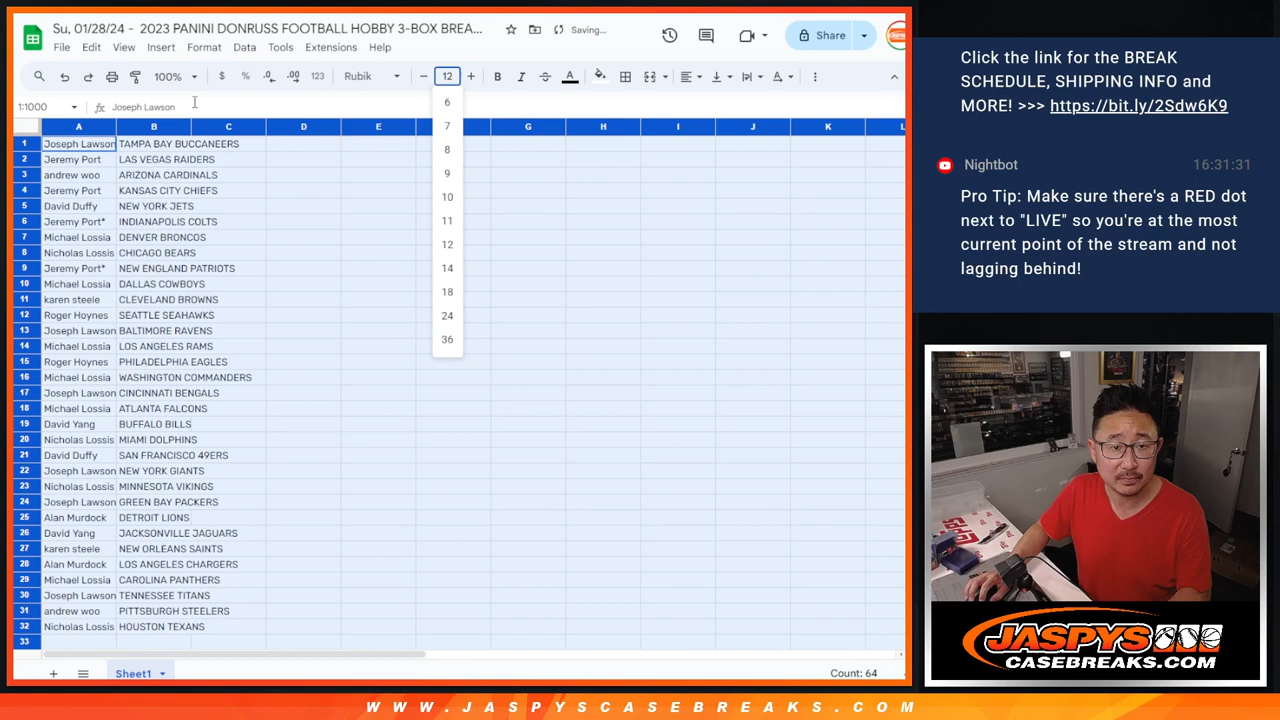 Su, 01/28/24 - 2023 PANINI DONRUSS FOOTBALL HOBBY 3-BOX BREA...
Saving...
File Edit View Insert Format Data Tools Extensions Help
Share
100% $ % .0 .00 123 Rubik − 12 + B I S A
1:1000 fx Joseph Lawson
A B C D E G H I J K L
1 Joseph Lawson TAMPA BAY BUCCANEERS
2 Jeremy Port LAS VEGAS RAIDERS
3 andrew woo ARIZONA CARDINALS
4 Jeremy Port KANSAS CITY CHIEFS
5 David Duffy NEW YORK JETS
6 Jeremy Port* INDIANAPOLIS COLTS
7 Michael Lossia DENVER BRONCOS
8 Nicholas Lossis CHICAGO BEARS
9 Jeremy Port* NEW ENGLAND PATRIOTS
10 Michael Lossia DALLAS COWBOYS
11 karen steele CLEVELAND BROWNS
12 Roger Hoynes SEATTLE SEAHAWKS
13 Joseph Lawson BALTIMORE RAVENS
14 Michael Lossia LOS ANGELES RAMS
15 Roger Hoynes PHILADELPHIA EAGLES
16 Michael Lossia WASHINGTON COMMANDERS
17 Joseph Lawson CINCINNATI BENGALS
18 Michael Lossia ATLANTA FALCONS
19 David Yang BUFFALO BILLS
20 Nicholas Lossis MIAMI DOLPHINS
21 David Duffy SAN FRANCISCO 49ERS
22 Joseph Lawson NEW YORK GIANTS
23 Nicholas Lossis MINNESOTA VIKINGS
24 Joseph Lawson GREEN BAY PACKERS
25 Alan Murdock DETROIT LIONS
26 David Yang JACKSONVILLE JAGUARS
27 karen steele NEW ORLEANS SAINTS
28 Alan Murdock LOS ANGELES CHARGERS
29 Michael Lossia CAROLINA PANTHERS
30 Joseph Lawson TENNESSEE TITANS
31 andrew woo PITTSBURGH STEELERS
32 Nicholas Lossis HOUSTON TEXANS
33
6
7
8
9
10
11
12
14
18
24
36
Sheet1
Count: 64
Click the link for the BREAK
SCHEDULE, SHIPPING INFO and
MORE! >>> https://bit.ly/2Sdw6K9
Nightbot 16:31:31
Pro Tip: Make sure there's a RED dot
next to "LIVE" so you're at the most
current point of the stream and not
lagging behind!
JASPYS
CASEBREAKS.COM
WWW.JASPYSCASEBREAKS.COM